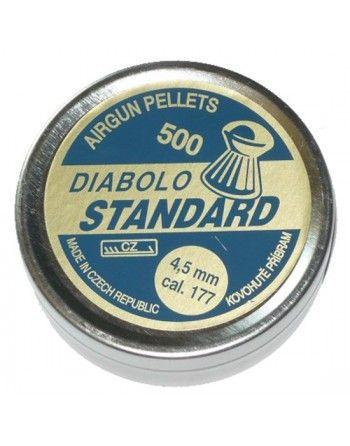 AIRGUN PELLETS
500
DIABOLO
STANDARD
CZ
4,5 mm
cal. 177
MADE IN CZECH REPUBLIC
KOVOHUTĚ PŘÍBRAM